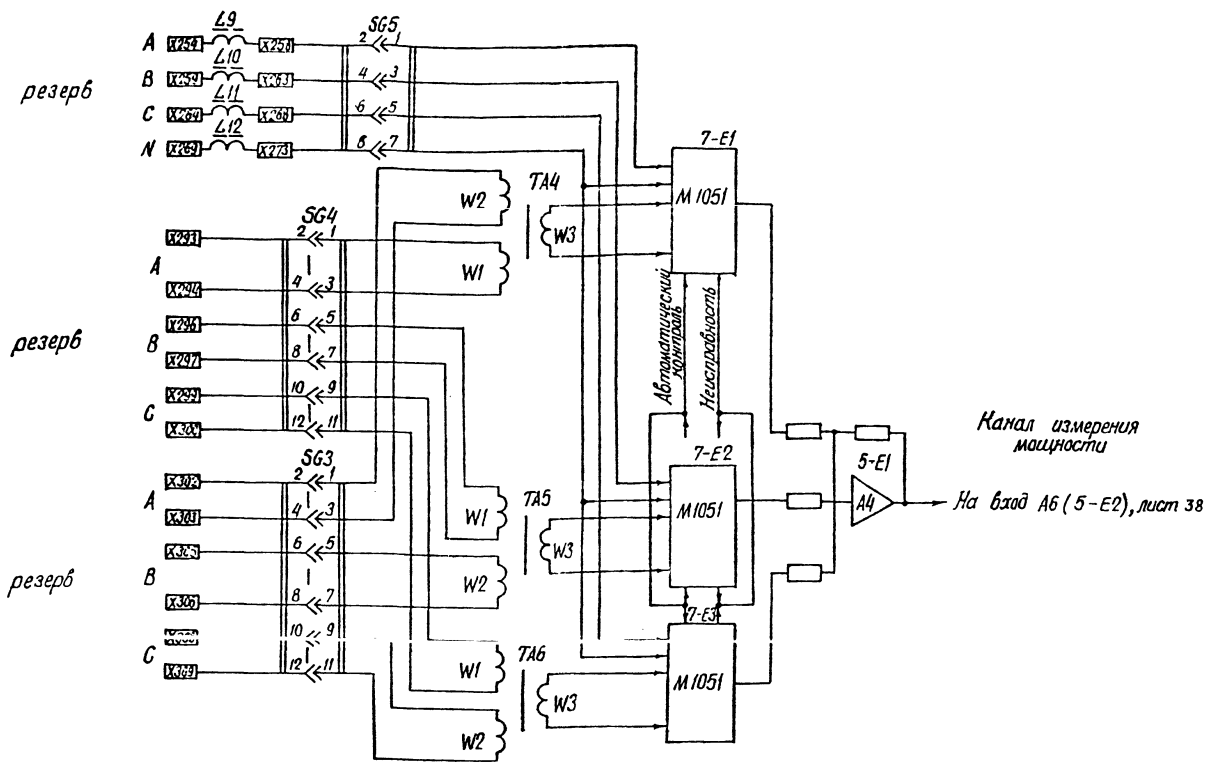 L9
SG5
A X254 X258 2 1
L10
B X259 X263 4 3
резерв
L11
C X264 X268 6 5
L12
N X269 X273 8 7
7-E1
M1051
TA4
W2
W3
SG4
X293 2 1
A
W1
X294 4 3
Автоматический контроль
Неисправность
X296 6 5
резерв
B
X297 8 7
X299 10 9
C
X300 12 11
Канал измерения
мощности
SG3
7-E2
5-E1
X302 2 1
A
TA5
X303 4 3
W1
M1051
A4
На вход A6 (5-E2), лист 38
X305 6 5
W3
резерв
B
W2
X306 8 7
7-E3
10 9
C
TA6
X309 12 11
W1
M1051
W3
W2